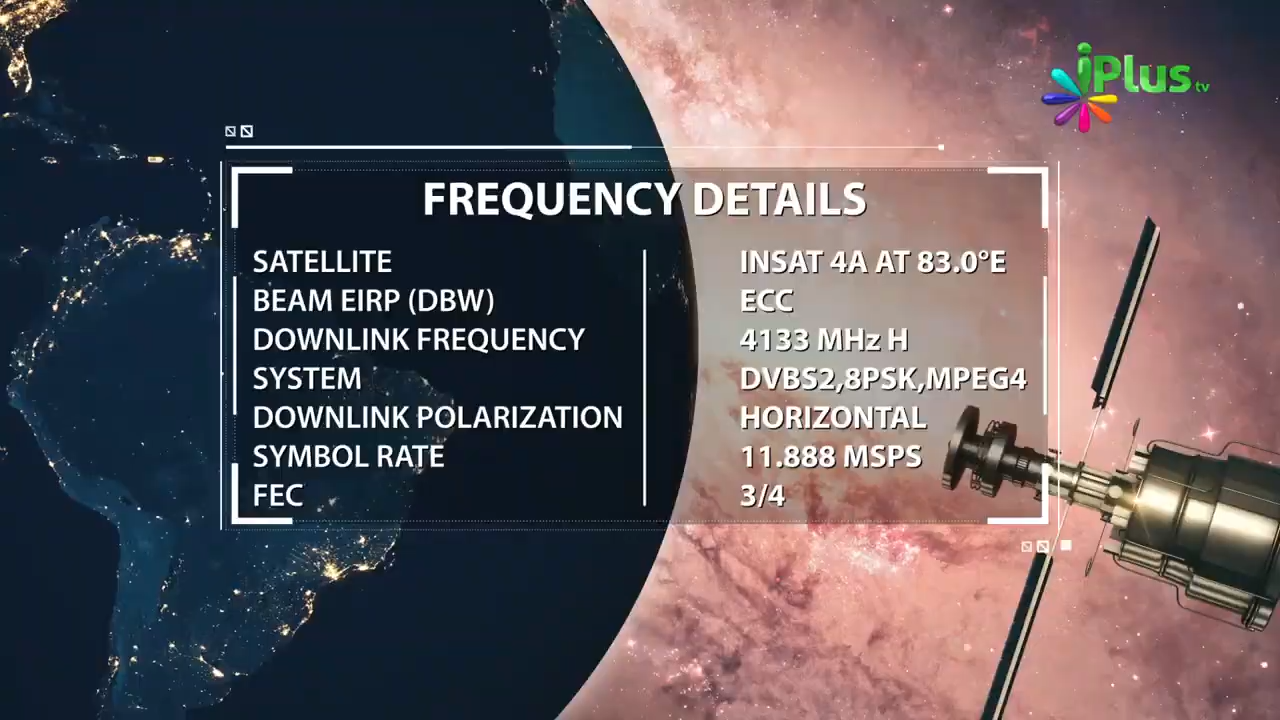 iPlus tv
FREQUENCY DETAILS
SATELLITE INSAT 4A AT 83.0°E
BEAM EIRP (DBW) ECC
DOWNLINK FREQUENCY 4133 MHz H
SYSTEM DVBS2,8PSK,MPEG4
DOWNLINK POLARIZATION HORIZONTAL
SYMBOL RATE 11.888 MSPS
FEC 3/4